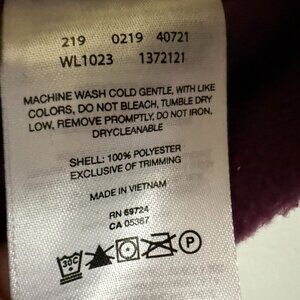 219 0219 40721
WL1023 1372121
MACHINE WASH COLD GENTLE, WITH LIKE
COLORS, DO NOT BLEACH, TUMBLE DRY
LOW, REMOVE PROMPTLY, DO NOT IRON,
DRYCLEANABLE
SHELL: 100% POLYESTER
EXCLUSIVE OF TRIMMING
MADE IN VIETNAM
RN 69724
CA 05367
30C